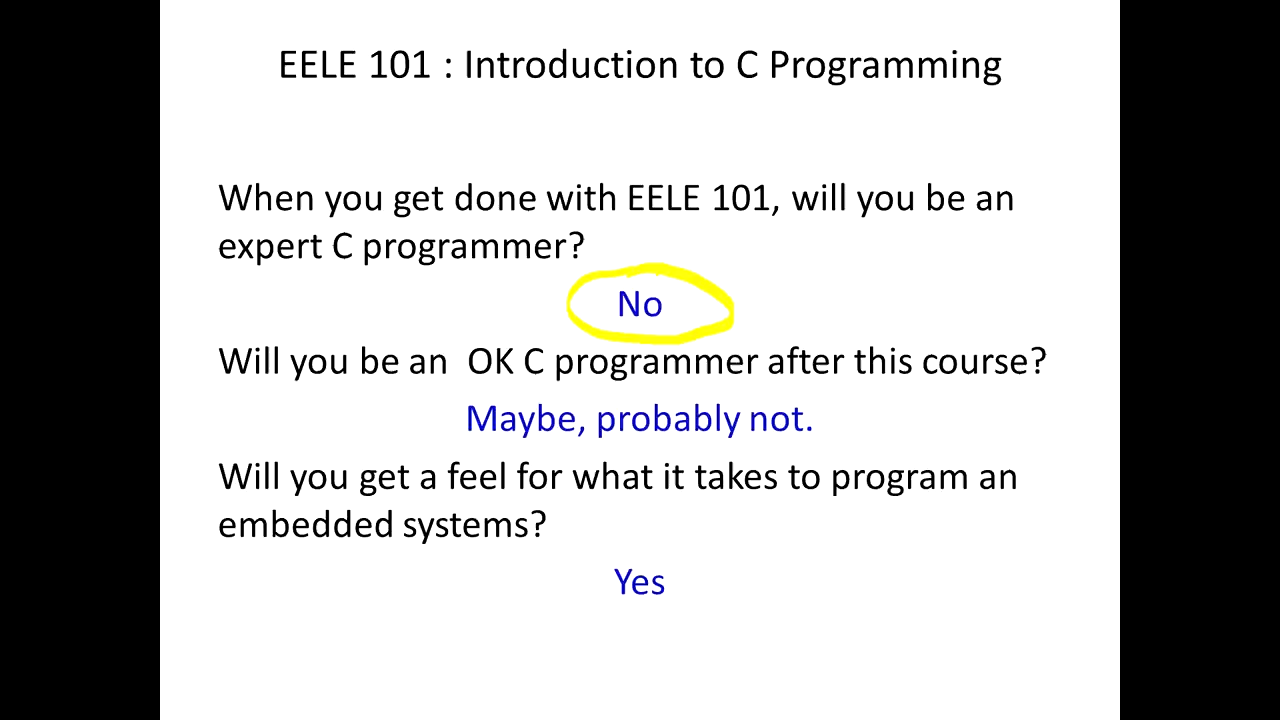 EELE 101 : Introduction to C Programming
When you get done with EELE 101, will you be an
expert C programmer?
No
Will you be an  OK C programmer after this course?
Maybe, probably not.
Will you get a feel for what it takes to program an
embedded systems?
Yes